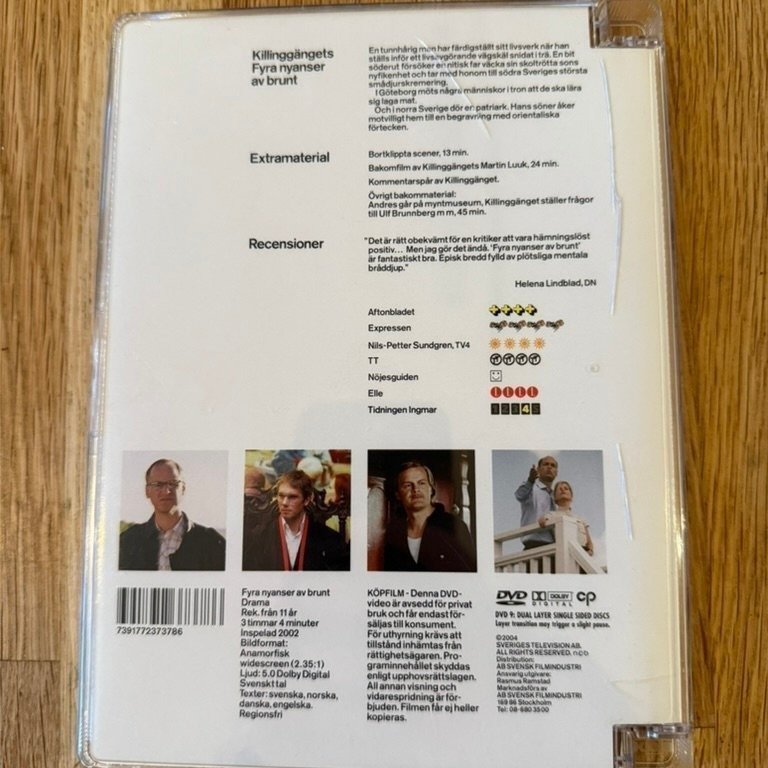 Killinggängets
Fyra nyanser
av brunt
En tunnhårig man har färdigställt sitt livsverk när han
ställs inför ett livsavgörande vägskäl snidat i trä. En bit
söderut försöker en nitisk far väcka sin skoltrötta sons
nyfikenhet och tar med honom till södra Sveriges största
smådjurskremering.
I Göteborg möts några människor i tron att de ska lära
sig laga mat.
Och i norra Sverige dör en patriark. Hans söner åker
motvilligt hem till en begravning med orientaliska
förtecken.
Extramaterial
Bortklippta scener, 13 min.
Bakomfilm av Killinggängets Martin Luuk, 24 min.
Kommentarspår av Killinggänget.
Övrigt bakommaterial:
Andres går på myntmuseum, Killinggänget ställer frågor
till Ulf Brunnberg m m, 45 min.
Recensioner
"Det är rätt obekvämt för en kritiker att vara hämningslöst
positiv... Men jag gör det ändå. 'Fyra nyanser av brunt'
är fantastiskt bra. Episk bredd fylld av plötsliga mentala
bråddjup."
Helena Lindblad, DN
Aftonbladet
Expressen
Nils-Petter Sundgren, TV4
TT
Nöjesguiden
Elle
Tidningen Ingmar 1 2 3 4 5
7391772373786
Fyra nyanser av brunt
Drama
Rek. från 11 år
3 timmar 4 minuter
Inspelad 2002
Bildformat:
Anamorfisk
widescreen (2.35:1)
Ljud: 5.0 Dolby Digital
Svenskt tal
Texter: svenska, norska,
danska, engelska.
Regionsfri
KÖPFILM - Denna DVD-
video är avsedd för privat
bruk och får endast för-
säljas till konsument.
För uthyrning krävs att
tillstånd inhämtas från
rättighetsägaren. Pro-
graminnehållet skyddas
enligt upphovsrättslagen.
All annan visning och
vidarespridning är för-
bjuden. Filmen får ej heller
kopieras.
DVD DOLBY DIGITAL cp
DVD 9: DUAL LAYER SINGLE SIDED DISCS
Layer transition may trigger a slight pause.
©2004
SVERIGES TELEVISION AB.
ALL RIGHTS RESERVED. ncb
Distribution:
AB SVENSK FILMINDUSTRI
Ansvarig utgivare:
Rasmus Ramstad
Marknadsförs av
AB SVENSK FILMINDUSTRI
169 86 Stockholm
Tel: 08-680 35 00